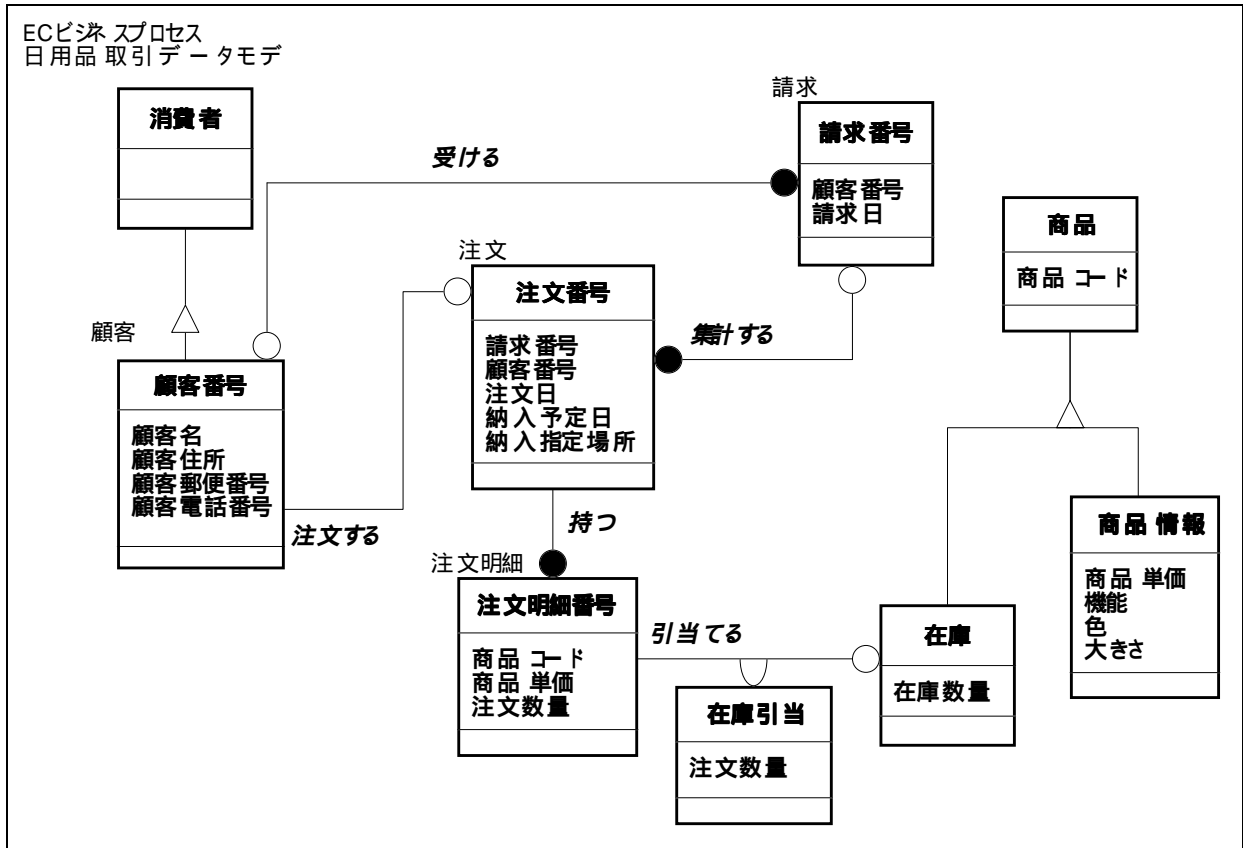 ECビジネスプロセス
日用品取引データモデ
消費者
請求
請求番号
顧客番号
請求日
受ける
商品
商品コード
注文
注文番号
請求番号
顧客番号
注文日
納入予定日
納入指定場所
集計する
顧客
顧客番号
顧客名
顧客住所
顧客郵便番号
顧客電話番号
注文する
持つ
商品情報
商品単価
機能
色
大きさ
注文明細
注文明細番号
商品コード
商品単価
注文数量
引当てる
在庫
在庫数量
在庫引当
注文数量